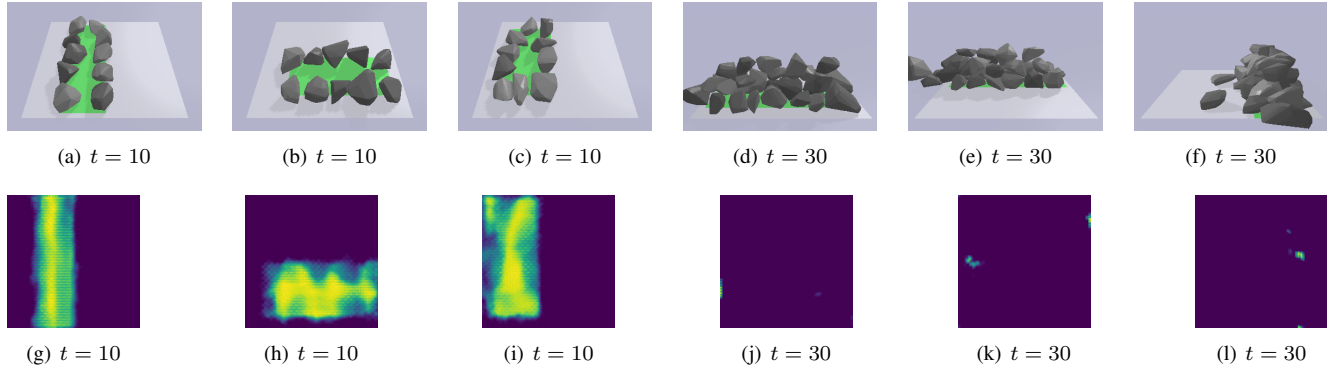 (a) t = 10
(b) t = 10
(c) t = 10
(d) t = 30
(e) t = 30
(f) t = 30
(g) t = 10
(h) t = 10
(i) t = 10
(j) t = 30
(k) t = 30
(l) t = 30